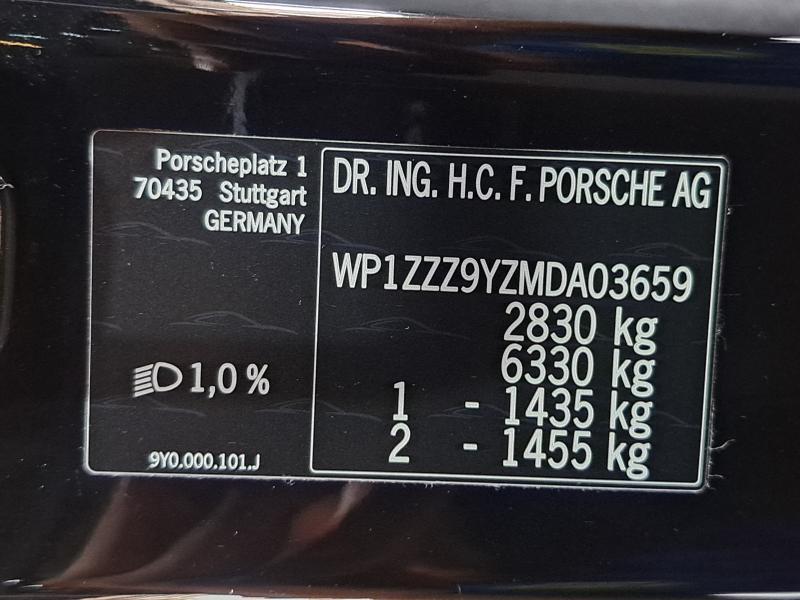 Porscheplatz 1
70435 Stuttgart
GERMANY
1,0 %
9Y0.000.101.J
DR. ING. H.C. F. PORSCHE AG
WP1ZZZ9YZMDA03659
2830 kg
6330 kg
1 - 1435 kg
2 - 1455 kg